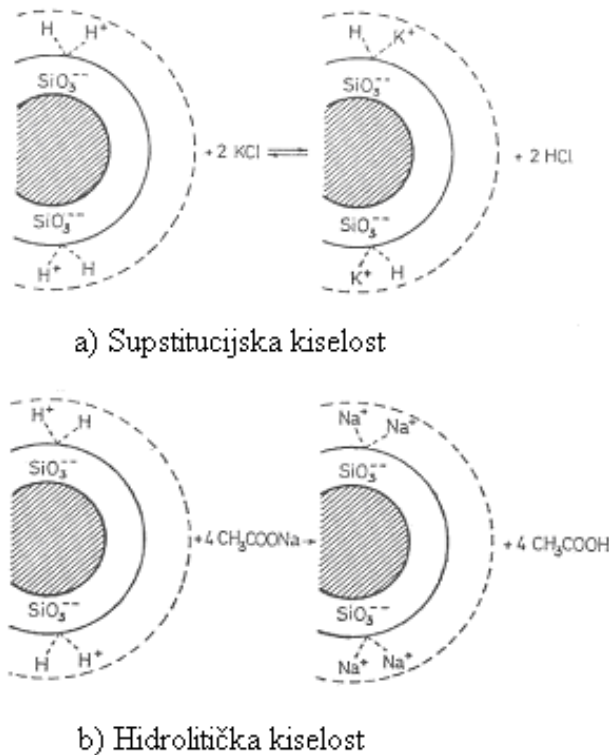 H H⁺ H K⁺
SiO₃⁻⁻ SiO₃⁻⁻
+ 2 KCl ⇌ + 2 HCl
SiO₃⁻⁻ SiO₃⁻⁻
H⁺ H K⁺ H
a) Supstitucijska kiselost
H⁺ H Na⁺ Na⁺
SiO₃⁻⁻ SiO₃⁻⁻
+4 CH₃COONa → + 4 CH₃COOH
SiO₃⁻⁻ SiO₃⁻⁻
H H⁺ Na⁺ Na⁺
b) Hidrolitička kiselost